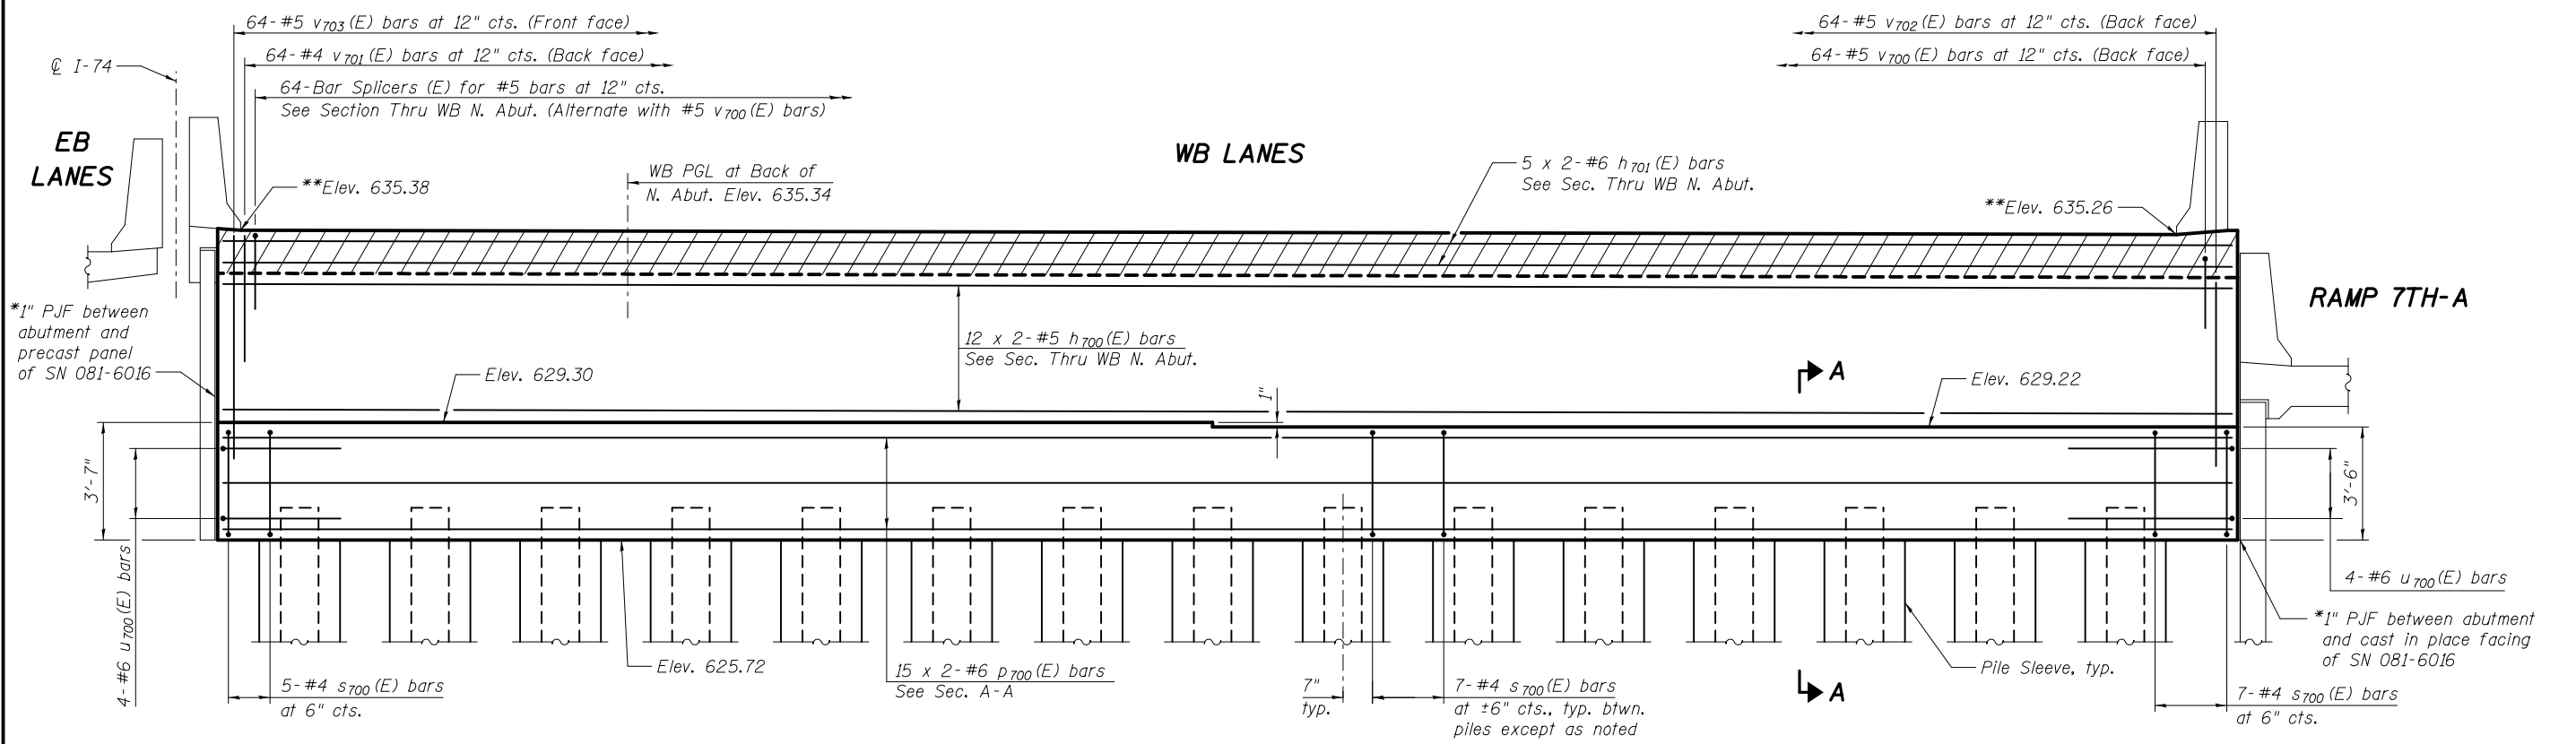 64-#5 v703(E) bars at 12" cts. (Front face)
64-#5 v702(E) bars at 12" cts. (Back face)
64-#4 v701(E) bars at 12" cts. (Back face)
64-#5 v700(E) bars at 12" cts. (Back face)
℄ I-74
64-Bar Splicers (E) for #5 bars at 12" cts.
See Section Thru WB N. Abut. (Alternate with #5 v700(E) bars)
EB
LANES
WB LANES
WB PGL at Back of
N. Abut. Elev. 635.34
5 x 2-#6 h701(E) bars
See Sec. Thru WB N. Abut.
**Elev. 635.38
**Elev. 635.26
RAMP 7TH-A
*1" PJF between
abutment and
precast panel
of SN 081-6016
12 x 2-#5 h700(E) bars
See Sec. Thru WB N. Abut.
Elev. 629.30
1"
A
Elev. 629.22
3'-7"
3'-6"
4-#6 u700(E) bars
4-#6 u700(E) bars
*1" PJF between abutment
and cast in place facing
of SN 081-6016
Elev. 625.72
15 x 2-#6 p700(E) bars
See Sec. A-A
Pile Sleeve, typ.
5-#4 s700(E) bars
at 6" cts.
7"
typ.
7-#4 s700(E) bars
at ±6" cts., typ. btwn.
piles except as noted
A
7-#4 s700(E) bars
at 6" cts.